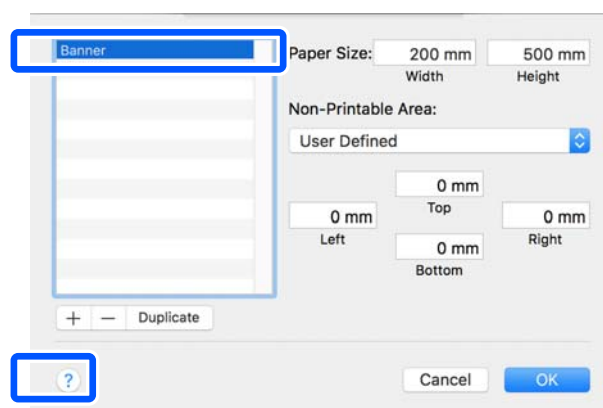 Banner
Paper Size: 200 mm 500 mm
Width Height
Non-Printable Area:
User Defined
0 mm
Top
0 mm 0 mm
Left Right
0 mm
Bottom
+ − Duplicate
? Cancel OK